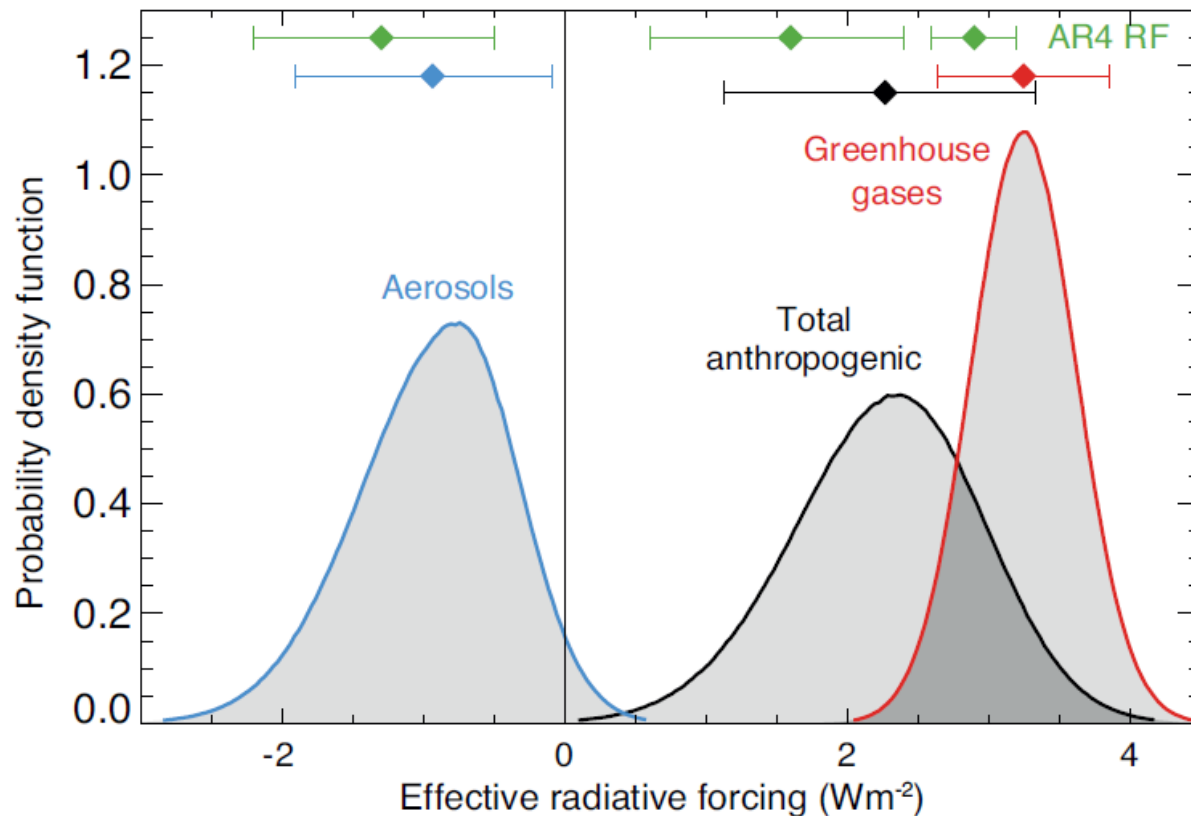 AR4 RF
1.2
1.0
0.8
0.6
0.4
0.2
0.0
Probability density function
Greenhouse
gases
Aerosols
Total
anthropogenic
-2
0
2
4
Effective radiative forcing (Wm-2)